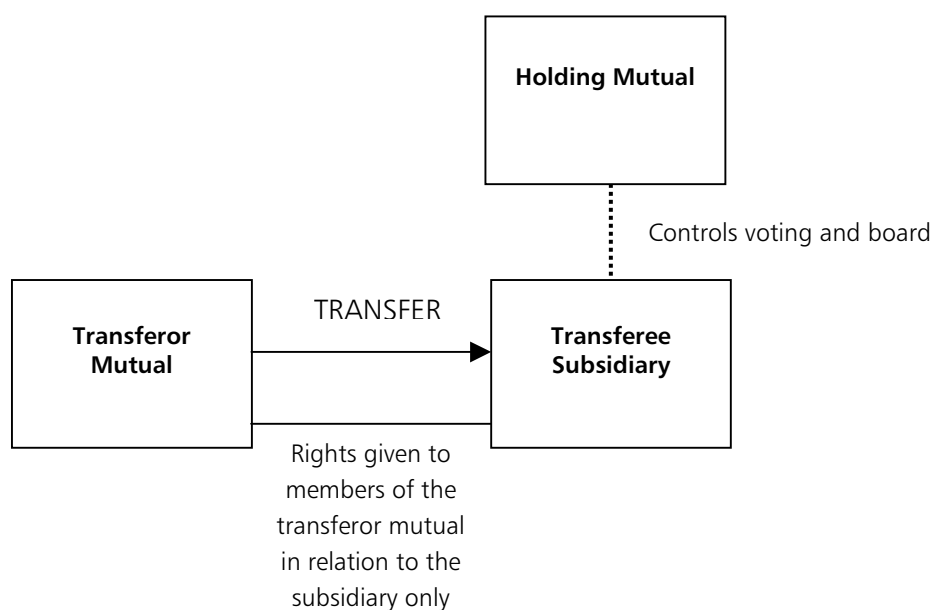 Holding Mutual
Controls voting and board
Transferor
Mutual
TRANSFER
Transferee
Subsidiary
Rights given to
members of the
transferor mutual
in relation to the
subsidiary only